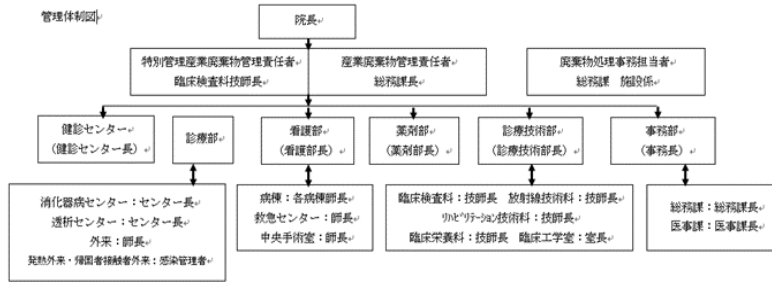 管理体制図
院長
特別管理産業廃棄物管理責任者
臨床検査科技師長
産業廃棄物管理責任者
総務課長
廃棄物処理事務担当者
総務課 施設係
健診センター
(健診センター長)
診療部
看護部
(看護部長)
薬剤部
(薬剤部長)
診療技術部
(診療技術部長)
事務部
(事務長)
消化器病センター:センター長
透析センター:センター長
外来:師長
発熱外来・帰国者接触者外来:感染管理者
病棟:各病棟師長
救急センター:師長
中央手術室:師長
臨床検査科:技師長 放射線技術科:技師長
リハビリテーション技術科:技師長
臨床栄養科:技師長 臨床工学室:室長
総務課:総務課長
医事課:医事課長